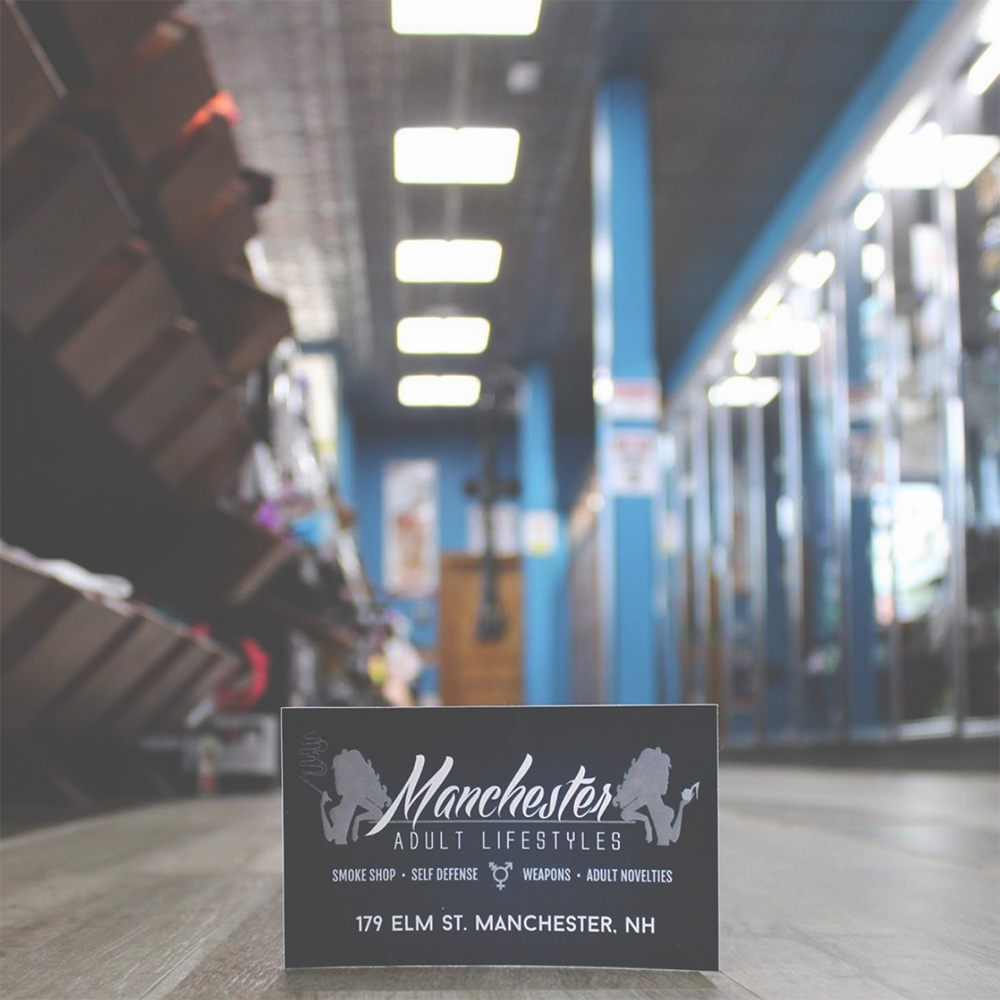 Manchester
ADULT LIFESTYLES
SMOKE SHOP • SELF DEFENSE WEAPONS • ADULT NOVELTIES
179 ELM ST. MANCHESTER, NH